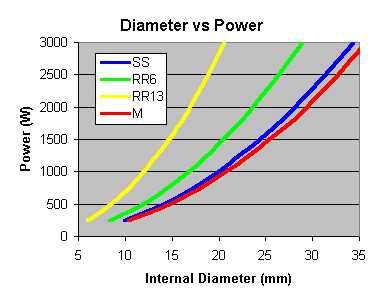 Diameter vs Power
3000
2500
2000
1500
1000
500
0
Power (W)
SS
RR6
RR13
M
5 10 15 20 25 30 35
Internal Diameter (mm)